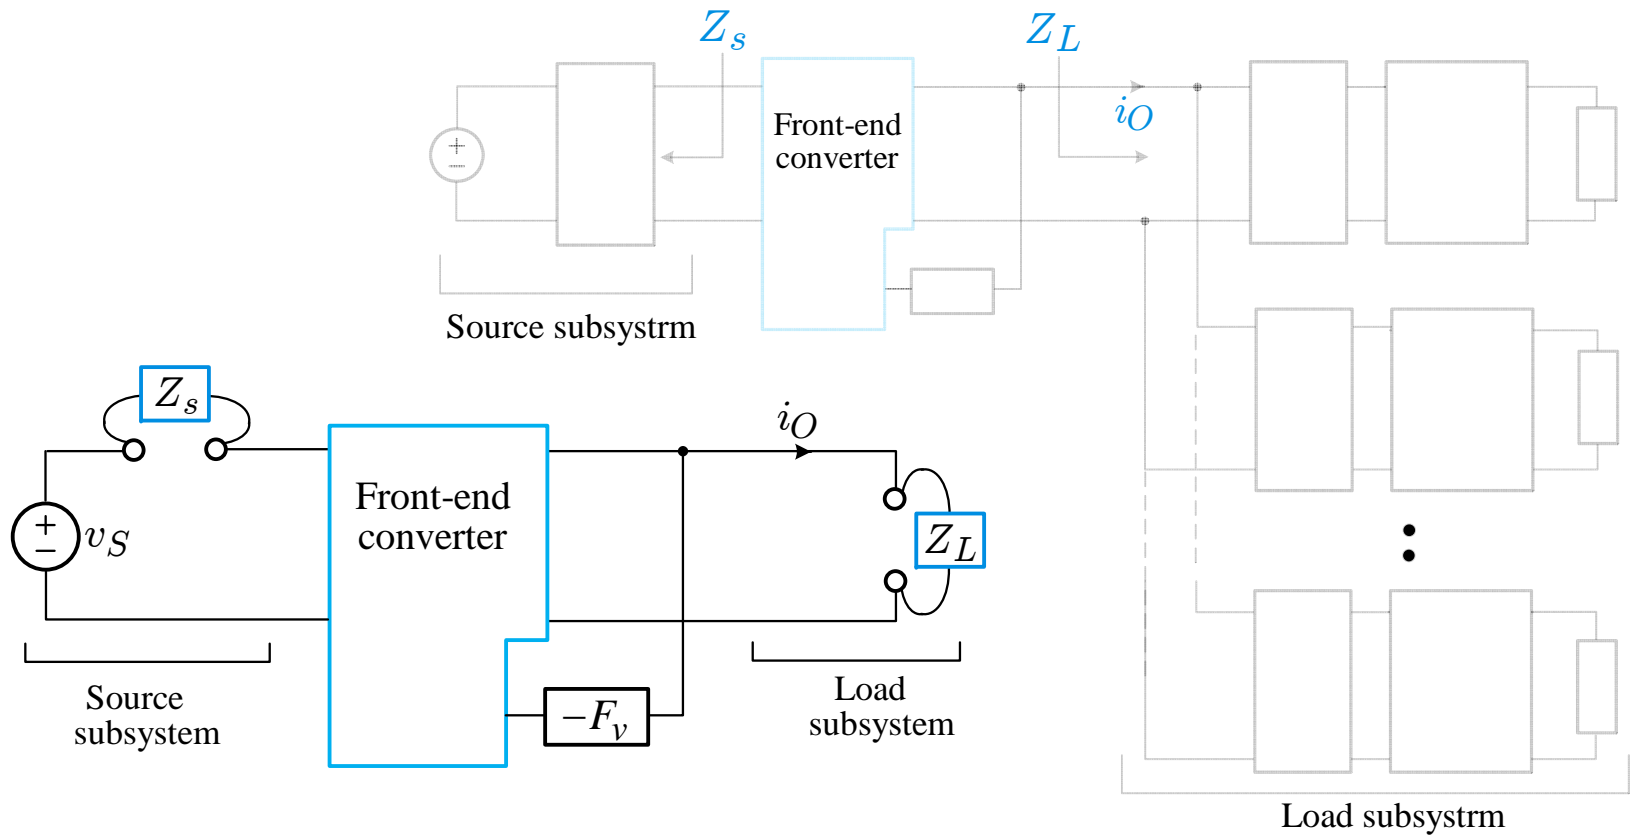 Z_s
Z_L
i_O
Front-end
converter
+
−
Source subsystrm
Z_s
i_O
Front-end
converter
+
−
v_S
Z_L
−F_v
Source
subsystem
Load
subsystem
Load subsystrm